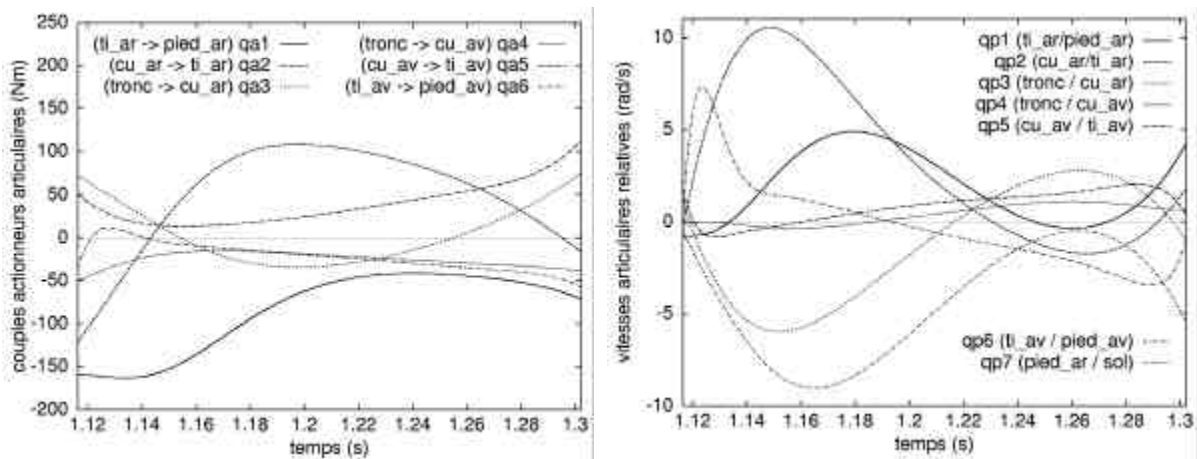 couples actionneurs articulaires (Nm)
250
200
150
100
50
0
-50
-100
-150
-200
(ti_ar -> pied_ar) qa1
(cu_ar -> ti_ar) qa2
(tronc -> cu_ar) qa3
(tronc -> cu_av) qa4
(cu_av -> ti_av) qa5
(ti_av -> pied_av) qa6
1.12 1.14 1.16 1.18 1.2 1.22 1.24 1.26 1.28 1.3
temps (s)
vitesses articulaires relatives (rad/s)
10
5
0
-5
-10
qp1 (ti_ar/pied_ar)
qp2 (cu_ar/ti_ar)
qp3 (tronc / cu_ar)
qp4 (tronc / cu_av)
qp5 (cu_av / ti_av)
qp6 (ti_av / pied_av)
qp7 (pied_ar / sol)
1.12 1.14 1.16 1.18 1.2 1.22 1.24 1.26 1.28 1.3
temps (s)